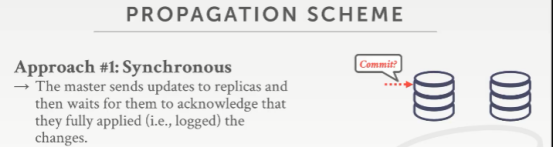 PROPAGATION SCHEME
Approach #1: Synchronous
Commit?
→ The master sends updates to replicas and
then waits for them to acknowledge that
they fully applied (i.e., logged) the
changes.